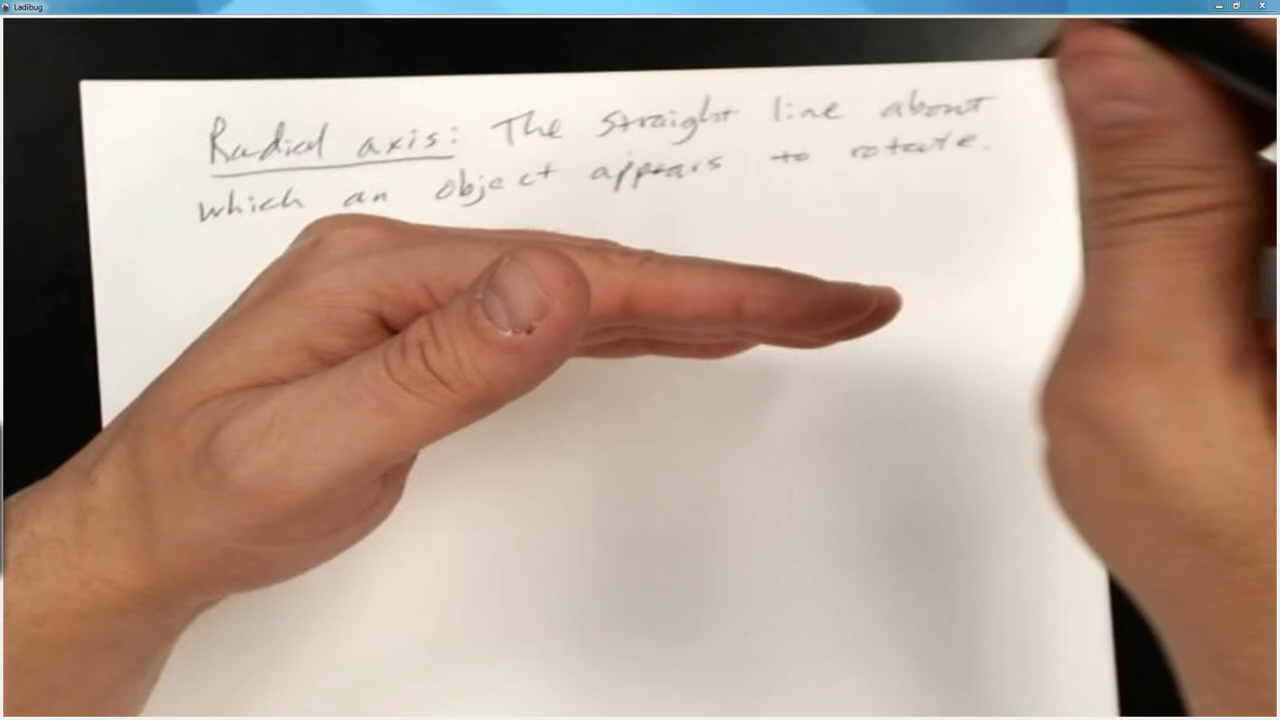 Ladibug
Radial axis: The straight line about
which an object appears to rotate.